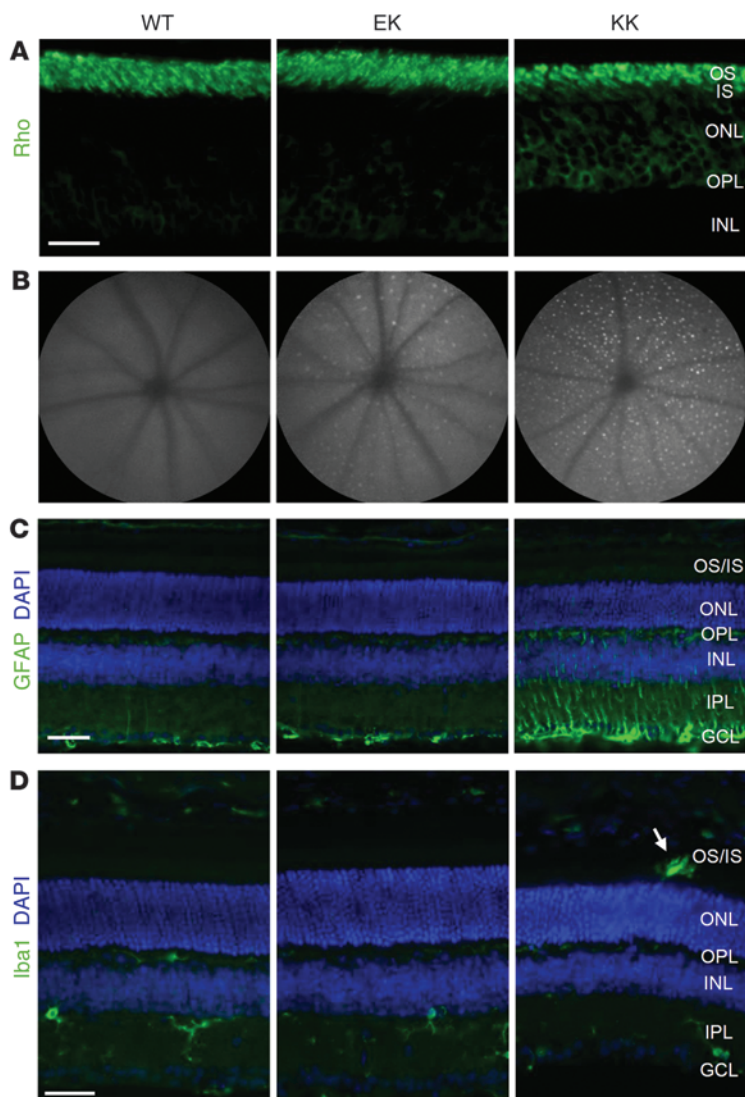 WT EK KK
A
Rho
OS
IS
ONL
OPL
INL
B
C
GFAP DAPI
OS/IS
ONL
OPL
INL
IPL
GCL
D
Iba1 DAPI
OS/IS
ONL
OPL
INL
IPL
GCL